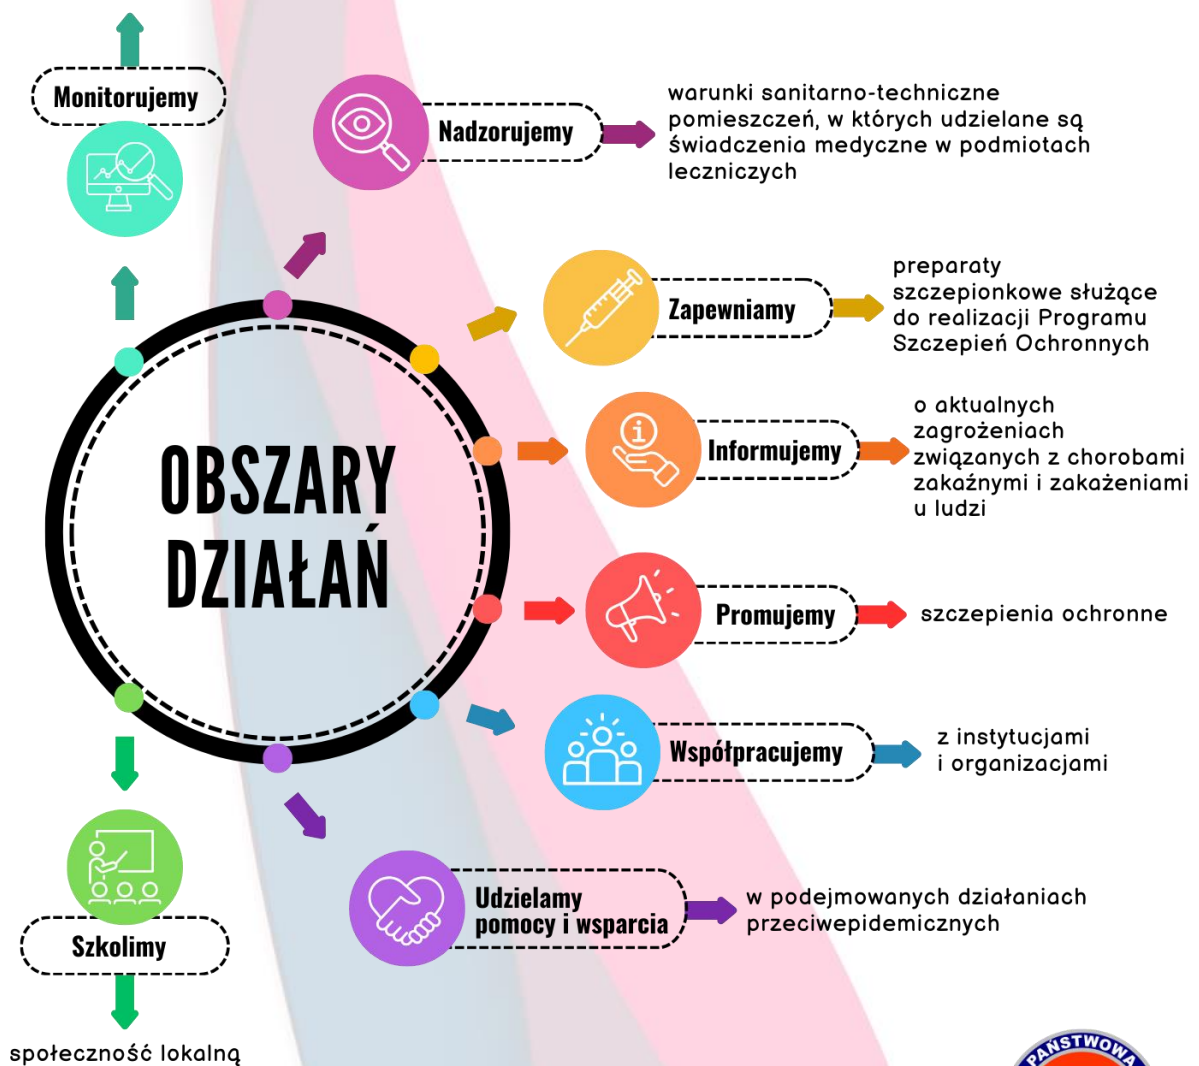 Monitorujemy
Nadzorujemy
warunki sanitarno-techniczne
pomieszczeń, w których udzielane są
świadczenia medyczne w podmiotach
leczniczych
Zapewniamy
preparaty
szczepionkowe służące
do realizacji Programu
Szczepień Ochronnych
Informujemy
o aktualnych
zagrożeniach
związanych z chorobami
zakaźnymi i zakażeniami
u ludzi
OBSZARY
DZIAŁAŃ
Promujemy
szczepienia ochronne
Współpracujemy
z instytucjami
i organizacjami
Udzielamy
pomocy i wsparcia
w podejmowanych działaniach
przeciwepidemicznych
Szkolimy
społeczność lokalną
PAŃSTWOWA